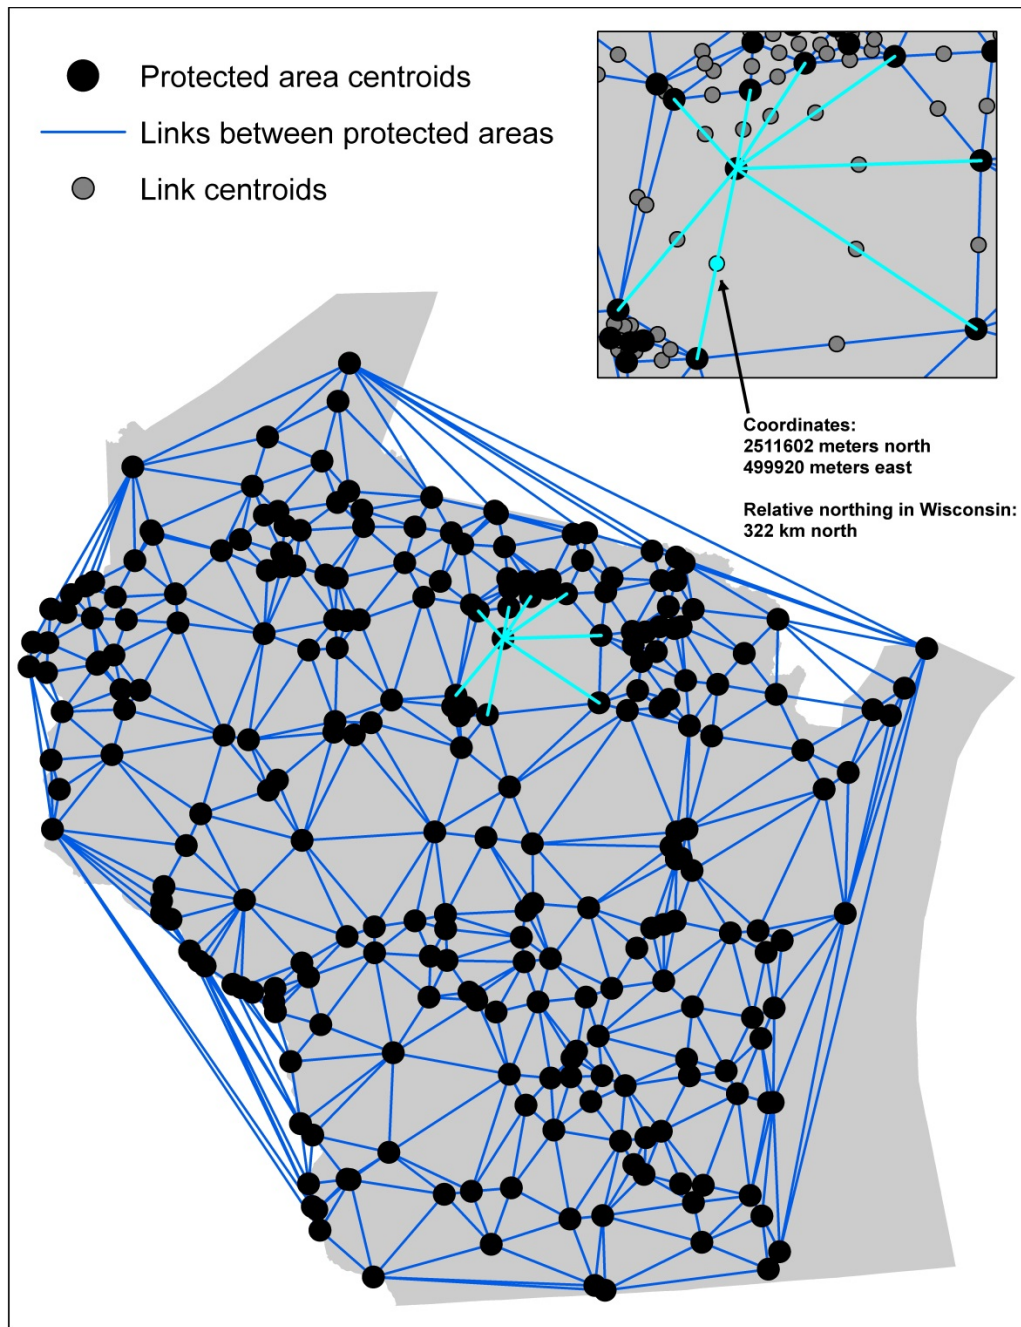 Protected area centroids
Links between protected areas
Link centroids
Coordinates:
2511602 meters north
499920 meters east
Relative northing in Wisconsin:
322 km north